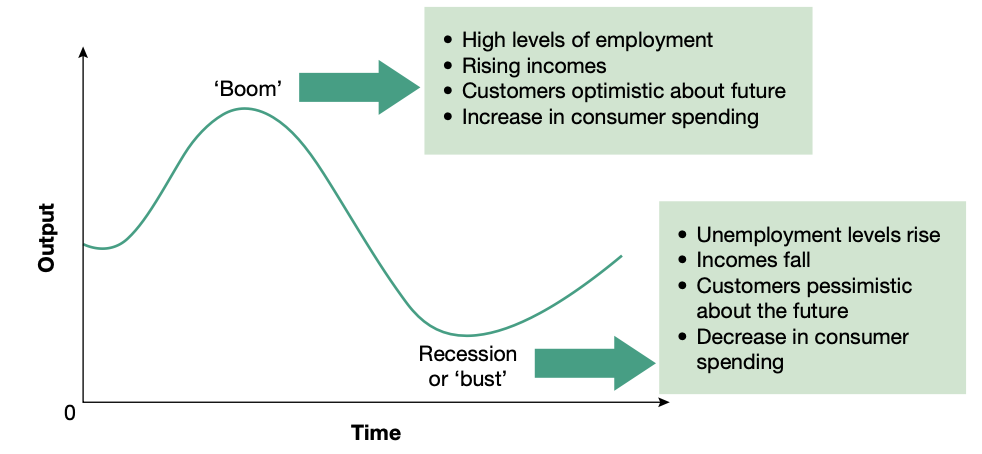 ‘Boom’
• High levels of employment
• Rising incomes
• Customers optimistic about future
• Increase in consumer spending
Output
• Unemployment levels rise
• Incomes fall
• Customers pessimistic
about the future
• Decrease in consumer
spending
Recession
or ‘bust’
0
Time